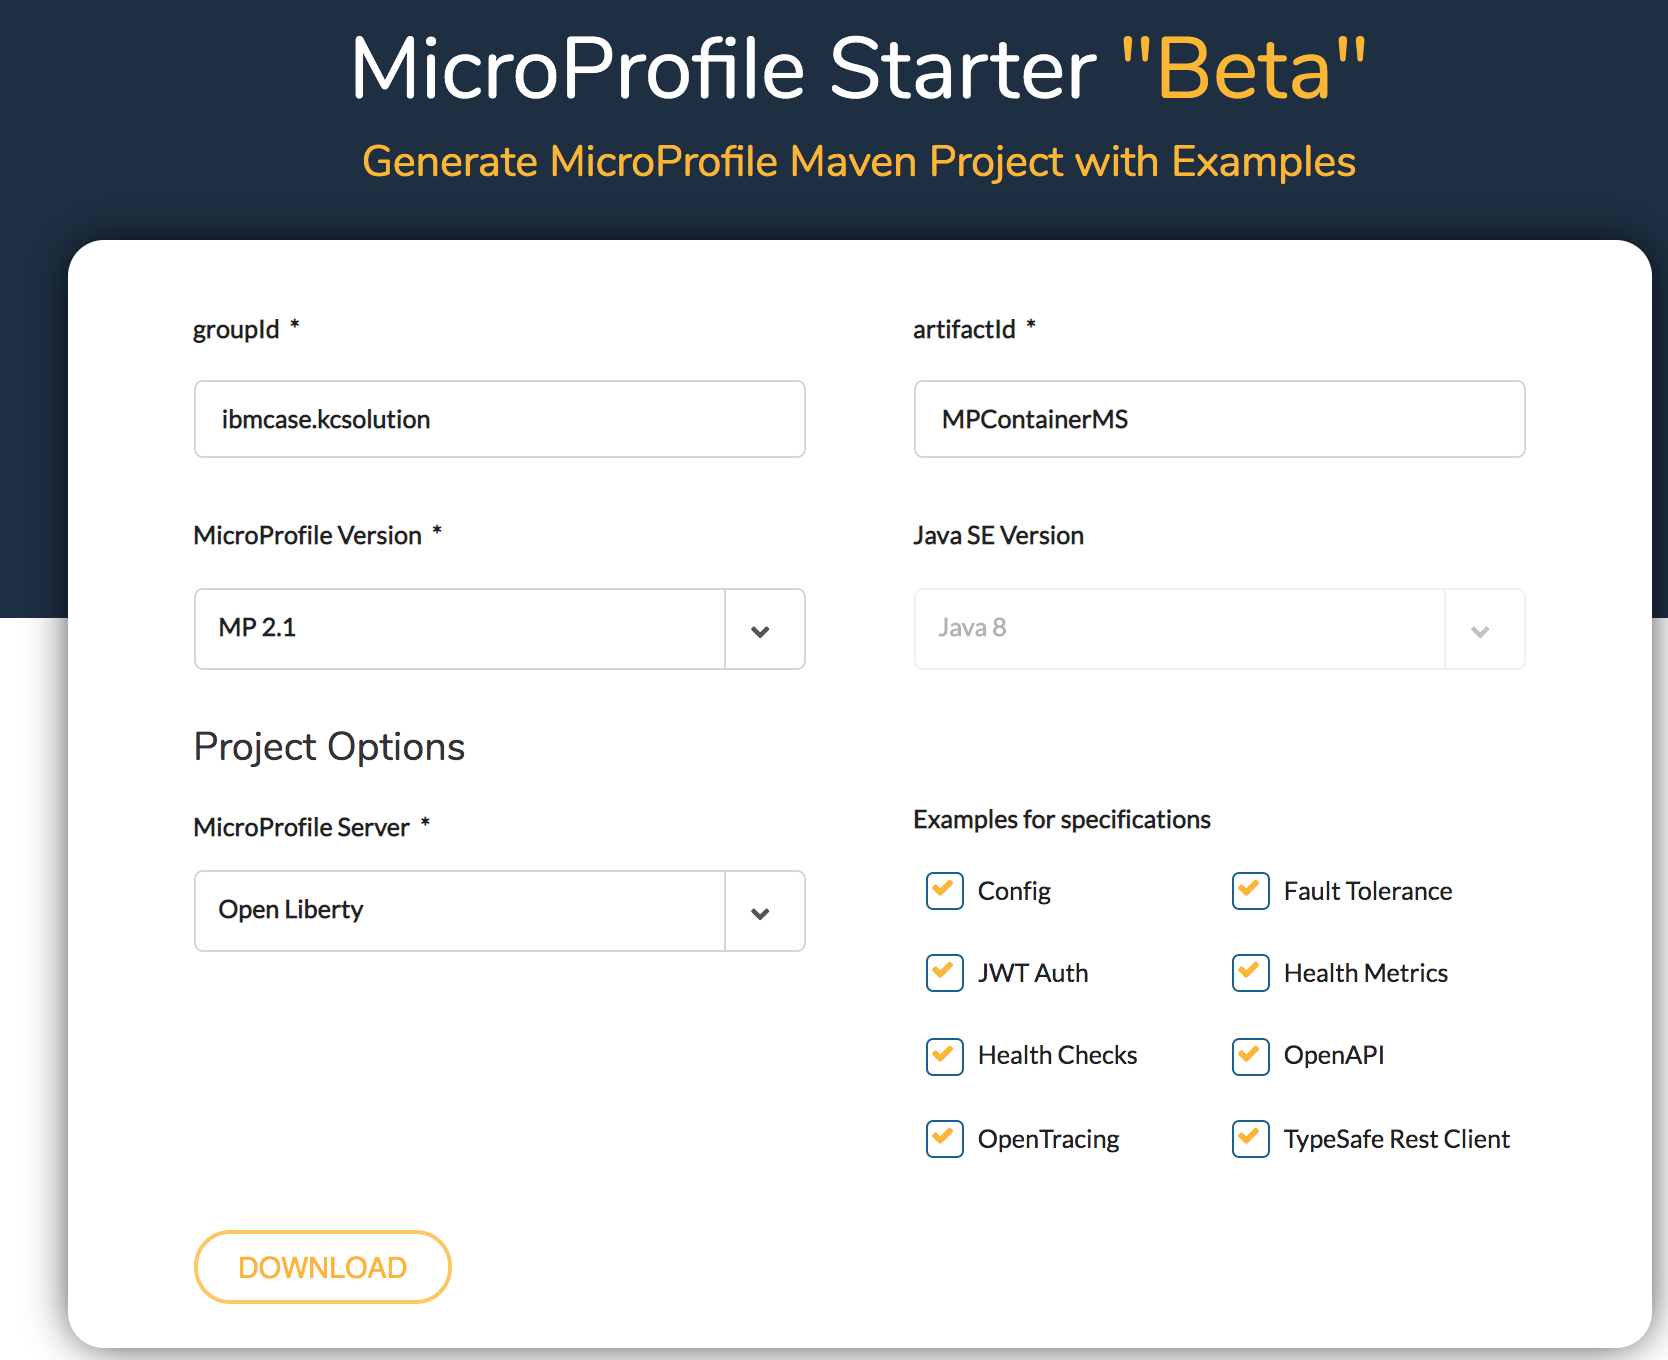 MicroProfile Starter "Beta"
Generate MicroProfile Maven Project with Examples
groupId *
artifactId *
ibmcase.kcsolution
MPContainerMS
MicroProfile Version *
Java SE Version
MP 2.1
Java 8
Project Options
MicroProfile Server *
Examples for specifications
Open Liberty
Config
Fault Tolerance
JWT Auth
Health Metrics
Health Checks
OpenAPI
OpenTracing
TypeSafe Rest Client
DOWNLOAD